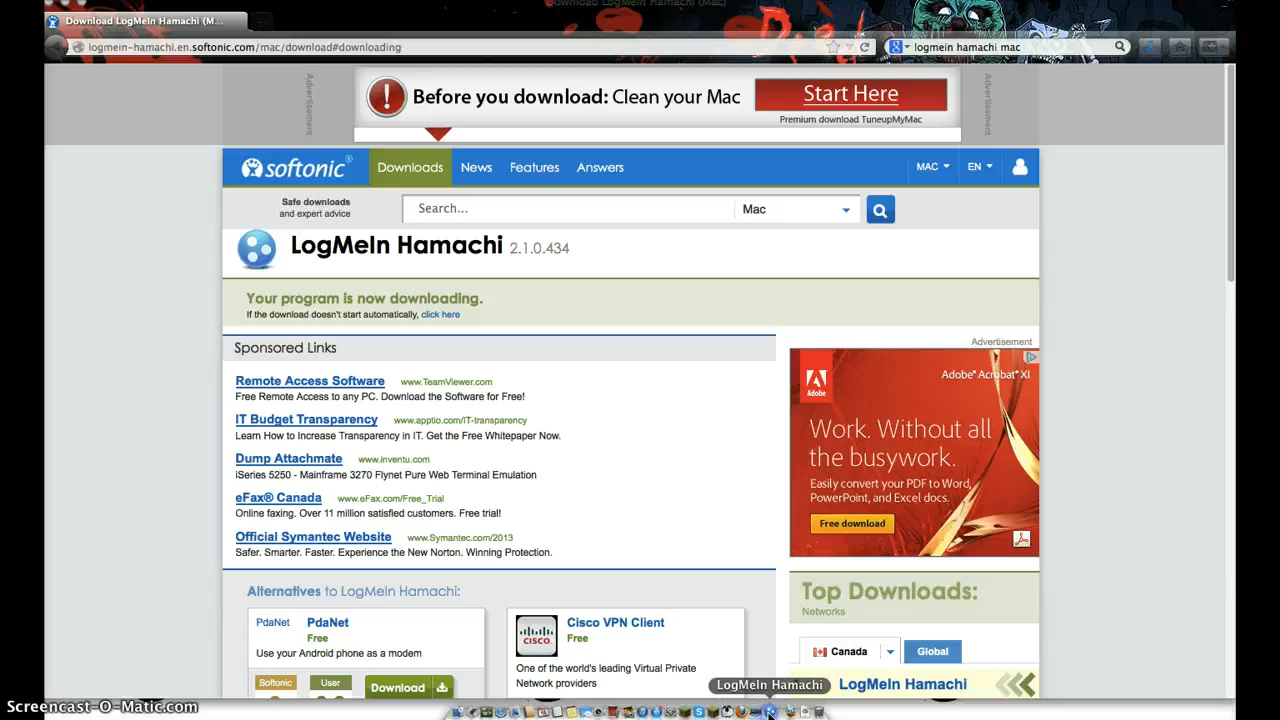 Download LogMeIn Hamachi (Mac)
Download LogMeIn Hamachi (M...
logmein-hamachi.en.softonic.com/mac/download#downloading
logmein hamachi mac
Advertisement
Before you download: Clean your Mac
Start Here
Premium download TuneupMyMac
Advertisement
softonic®
Downloads
News
Features
Answers
MAC
EN
Safe downloads
and expert advice
Search...
Mac
LogMeIn Hamachi 2.1.0.434
Your program is now downloading.
If the download doesn't start automatically, click here
Sponsored Links
Remote Access Software www.TeamViewer.com
Free Remote Access to any PC. Download the Software for Free!
IT Budget Transparency www.apptio.com/IT-transparency
Learn How to Increase Transparency in IT. Get the Free Whitepaper Now.
Dump Attachmate www.inventu.com
iSeries 5250 - Mainframe 3270 Flynet Pure Web Terminal Emulation
eFax® Canada www.eFax.com/Free_Trial
Online faxing. Over 11 million satisfied customers. Free trial!
Official Symantec Website www.Symantec.com/2013
Safer. Smarter. Faster. Experience the New Norton. Winning Protection.
Advertisement
Adobe
Adobe® Acrobat® XI
Work. Without all
the busywork.
Easily convert your PDF to Word,
PowerPoint, and Excel docs.
Free download
Alternatives to LogMeIn Hamachi:
PdaNet
PdaNet
Free
Use your Android phone as a modem
Softonic
User
Download
CISCO
Cisco VPN Client
Free
One of the world's leading Virtual Private
Network providers
Top Downloads:
Networks
Canada
Global
LogMeIn Hamachi
LogMeIn Hamachi
Screencast-O-Matic.com